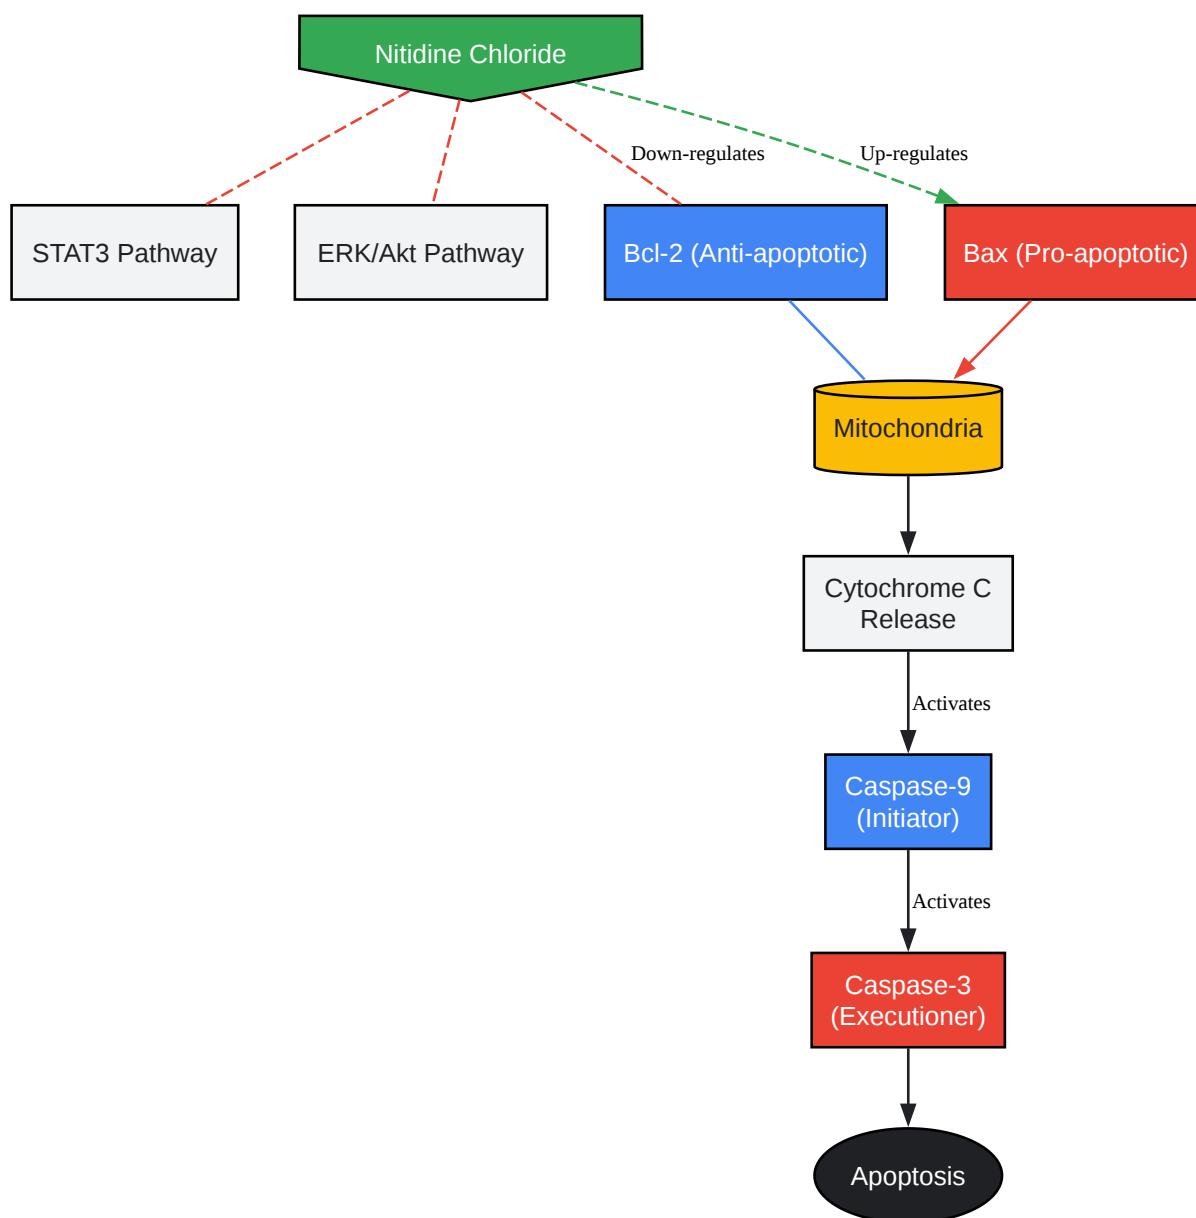 Nitidine Chloride
Down-regulates
Up-regulates
STAT3 Pathway
ERK/Akt Pathway
Bcl-2 (Anti-apoptotic)
Bax (Pro-apoptotic)
Mitochondria
Cytochrome C
Release
Activates
Caspase-9
(Initiator)
Activates
Caspase-3
(Executioner)
Apoptosis